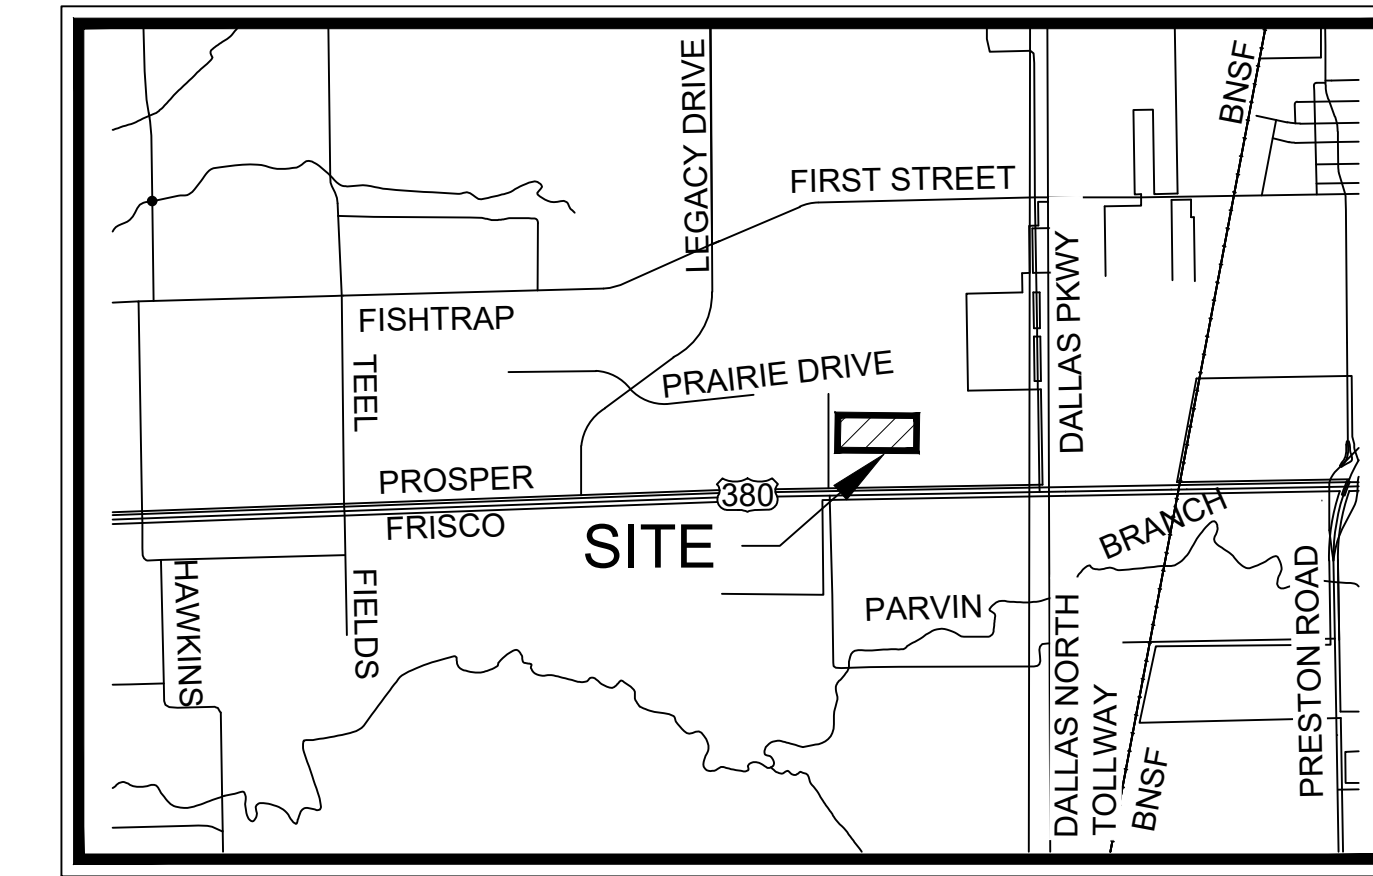 BNSF
LEGACY DRIVE
FIRST STREET
DALLAS PKWY
FISHTRAP
TEEL
PRAIRIE DRIVE
PROSPER
380
FRISCO
SITE
BRANCH
HAWKINS
FIELDS
PARVIN
DALLAS NORTH
TOLLWAY
BNSF
PRESTON ROAD